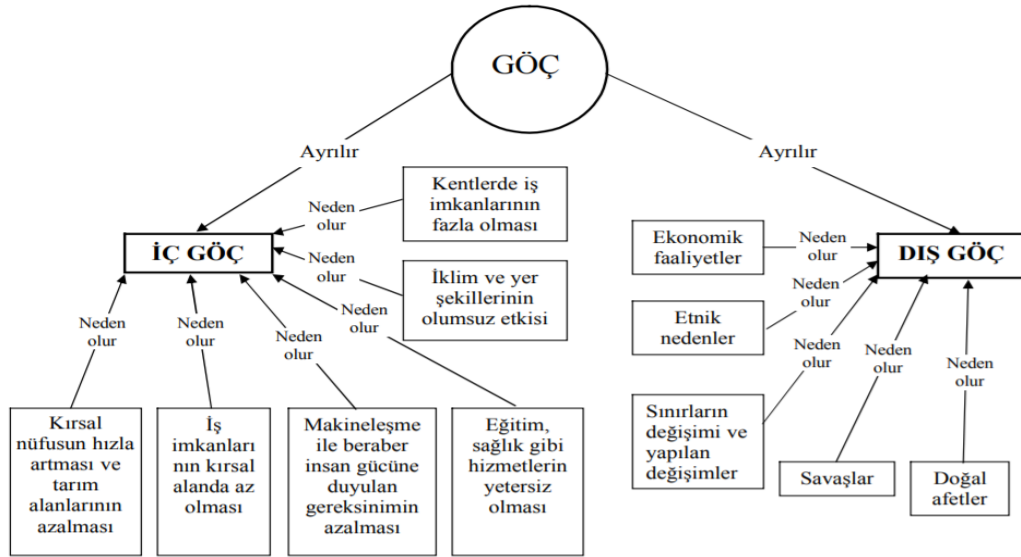 GÖÇ
Ayrılır
Ayrılır
Kentlerde iş
imkanlarının
fazla olması
Neden
olur
İÇ GÖÇ
Neden
olur
İklim ve yer
şekillerinin
olumsuz etkisi
Neden
olur
Neden
olur
Neden
olur
Neden
olur
Kırsal
nüfusun hızla
artması ve
tarım
alanlarının
azalması
İş
imkanları
nın kırsal
alanda az
olması
Makineleşme
ile beraber
insan gücüne
duyulan
gereksinimin
azalması
Eğitim,
sağlık gibi
hizmetlerin
yetersiz
olması
Ekonomik
faaliyetler
Neden
olur
DIŞ GÖÇ
Etnik
nedenler
Neden
olur
Neden
olur
Neden
olur
Neden
olur
Sınırların
değişimi ve
yapılan
değişimler
Savaşlar
Doğal
afetler